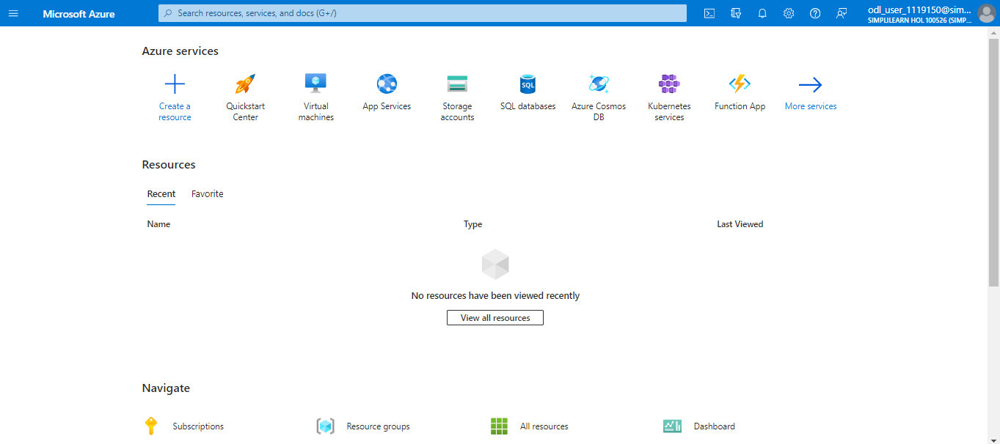 Microsoft Azure
Search resources, services, and docs (G+/)
odl_user_1119150@sim...
SIMPLILEARN HOL 100526 (SIMP...
Azure services
Create a
resource
Quickstart
Center
Virtual
machines
App Services
Storage
accounts
SQL
SQL databases
Azure Cosmos
DB
Kubernetes
services
Function App
More services
Resources
Recent
Favorite
Name
Type
Last Viewed
No resources have been viewed recently
View all resources
Navigate
Subscriptions
Resource groups
All resources
Dashboard